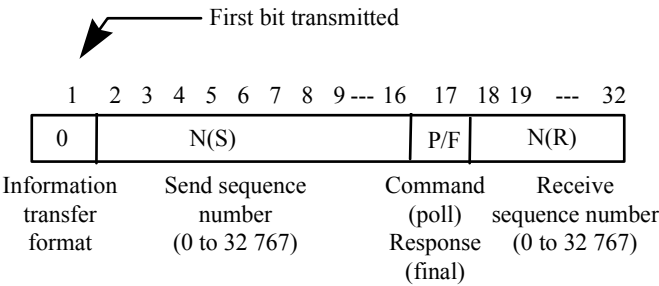 First bit transmitted
1 2 3 4 5 6 7 8 9 --- 16 17 18 19 --- 32
0 N(S) P/F N(R)
Information Send sequence Command Receive
transfer number (poll) sequence number
format (0 to 32 767) Response (0 to 32 767)
(final)